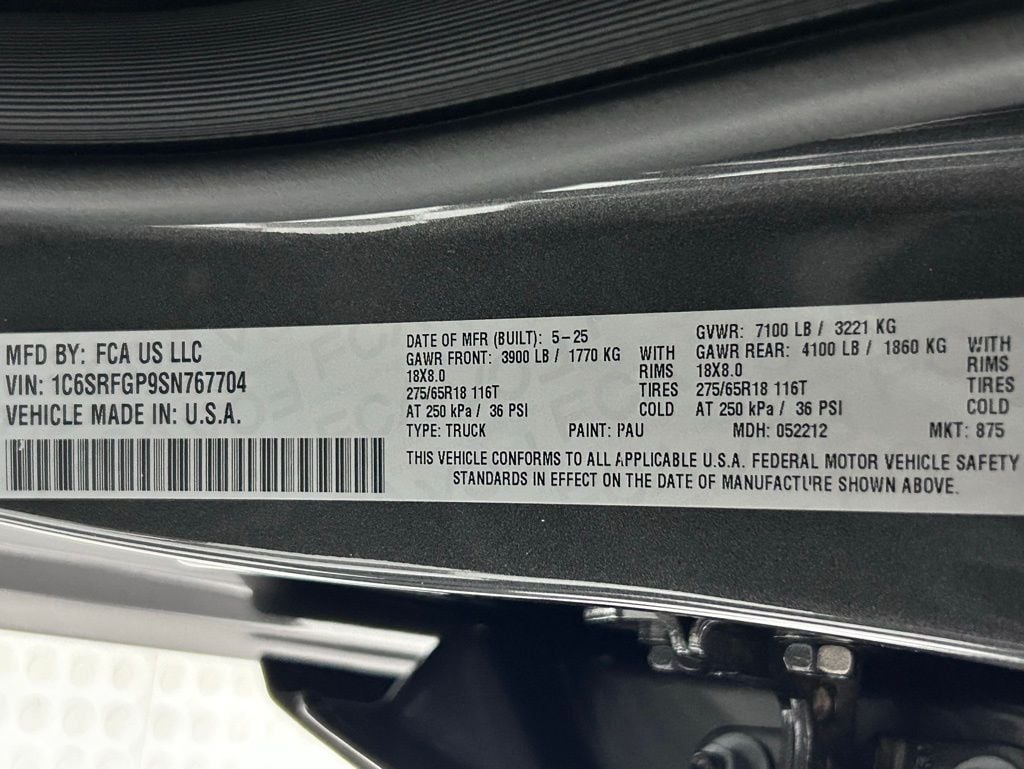 MFD BY: FCA US LLC
VIN: 1C6SRFGP9SN767704
VEHICLE MADE IN: U.S.A.
DATE OF MFR (BUILT): 5-25
GAWR FRONT: 3900 LB / 1770 KG WITH
18X8.0 RIMS
275/65R18 116T TIRES
AT 250 kPa / 36 PSI COLD
GVWR: 7100 LB / 3221 KG
GAWR REAR: 4100 LB / 1860 KG WITH
18X8.0 RIMS
275/65R18 116T TIRES
AT 250 kPa / 36 PSI COLD
TYPE: TRUCK PAINT: PAU MDH: 052212 MKT: 875
THIS VEHICLE CONFORMS TO ALL APPLICABLE U.S.A. FEDERAL MOTOR VEHICLE SAFETY
STANDARDS IN EFFECT ON THE DATE OF MANUFACTURE SHOWN ABOVE.